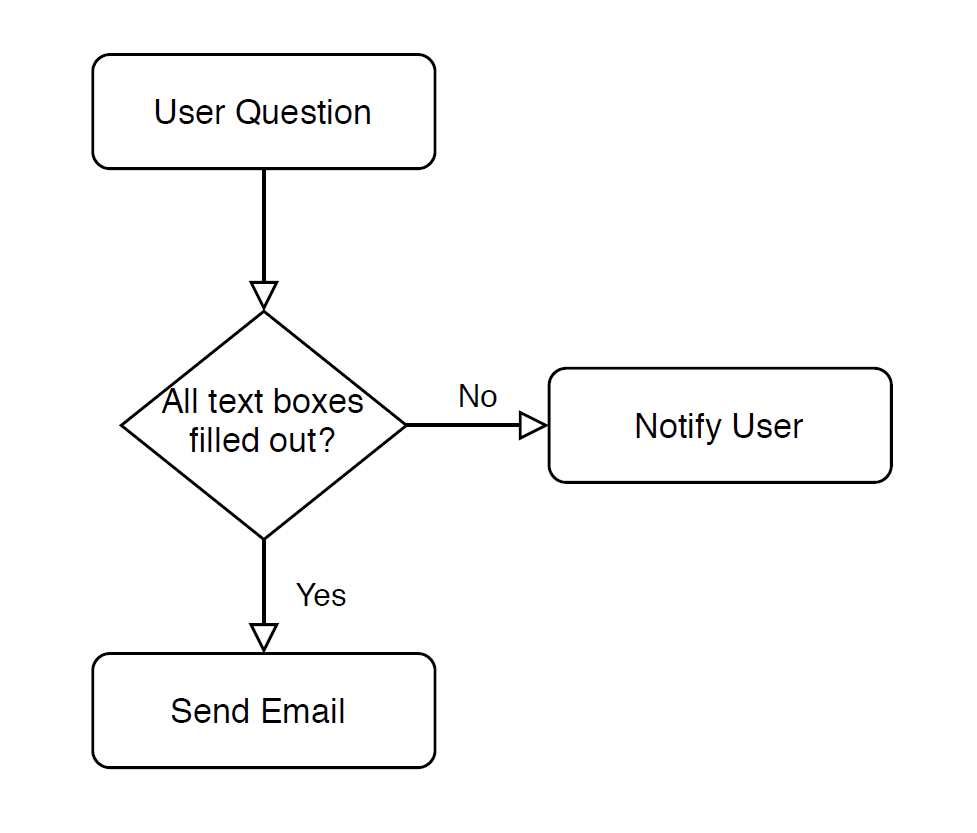 User Question
All text boxes
filled out?
No
Notify User
Yes
Send Email